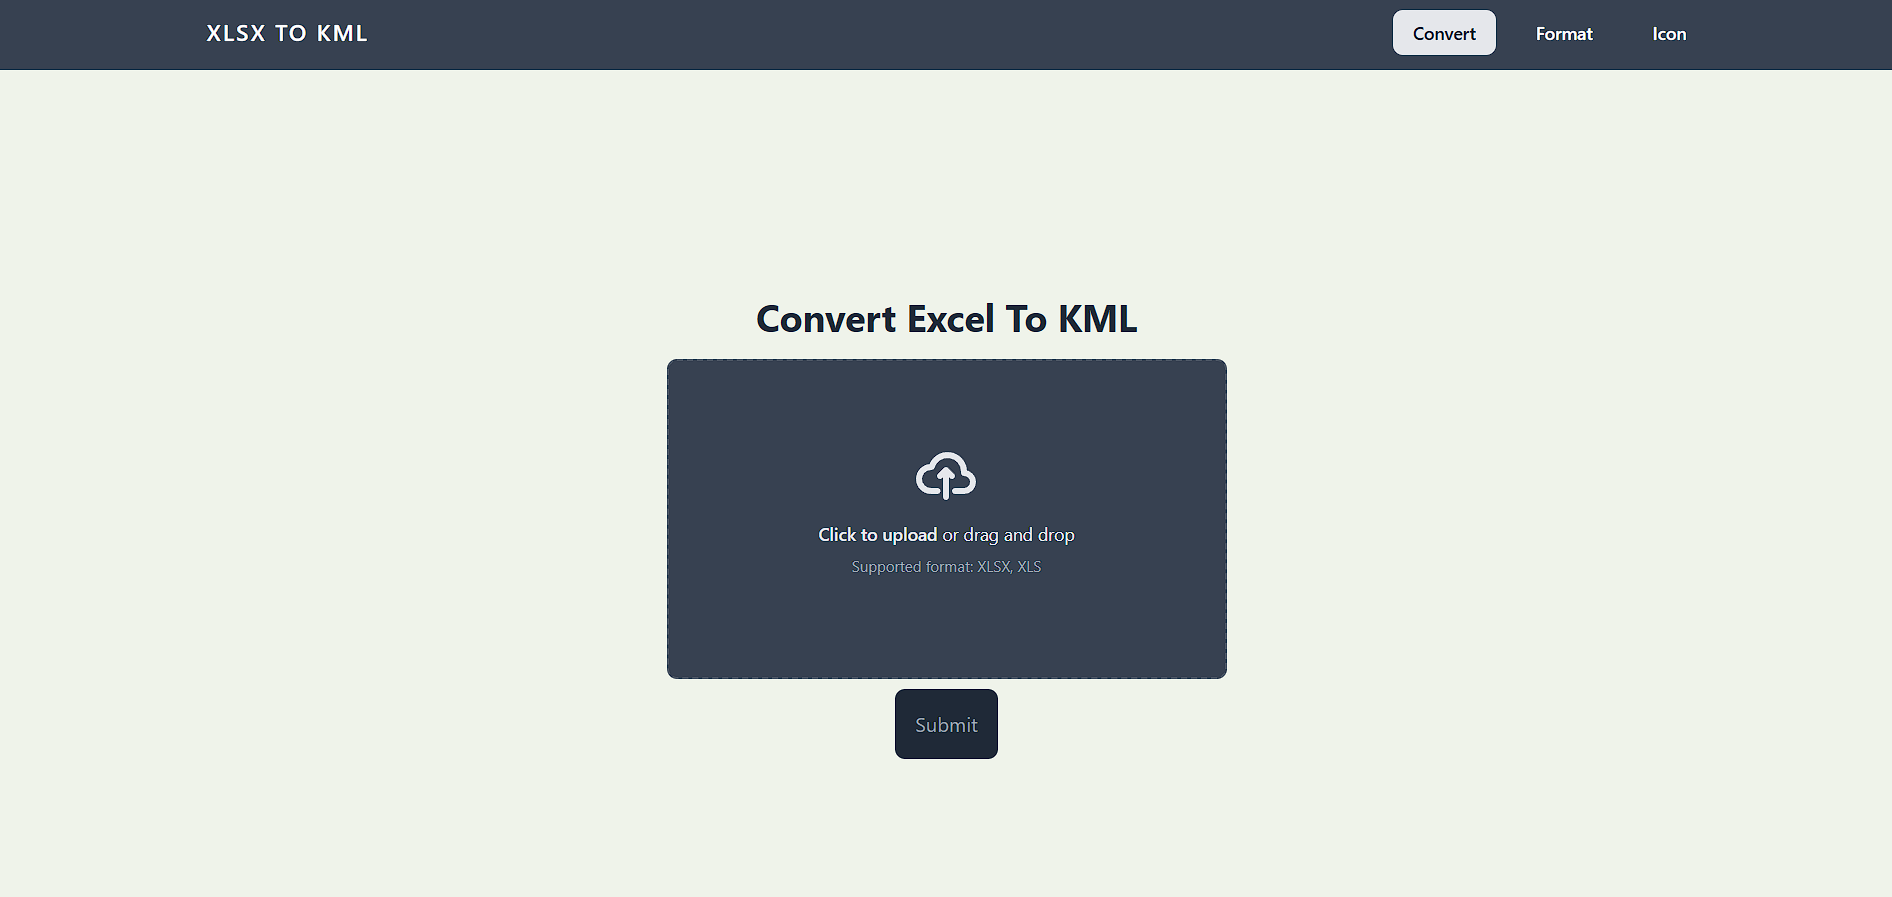 XLSX TO KML
Convert Format Icon
Convert Excel To KML
Click to upload or drag and drop
Supported format: XLSX, XLS
Submit